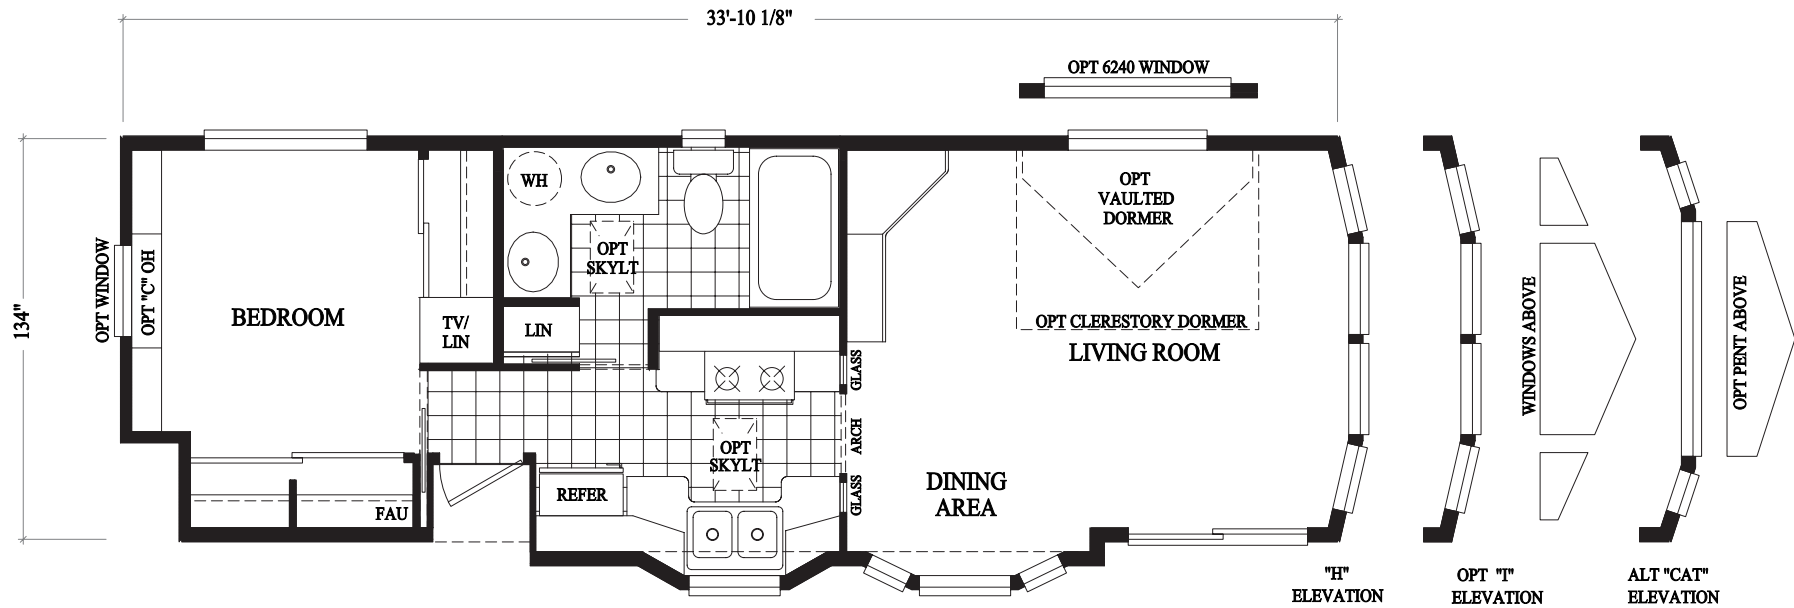 33'-10 1/8"
OPT 6240 WINDOW
134"
OPT WINDOW
OPT "C" OH
BEDROOM
TV/
LIN
FAU
WH
OPT
SKYLT
LIN
REFER
OPT
SKYLT
GLASS
ARCH
GLASS
OPT
VAULTED
DORMER
OPT CLERESTORY DORMER
LIVING ROOM
DINING
AREA
WINDOWS ABOVE
OPT PENT ABOVE
"H"
ELEVATION
OPT "I"
ELEVATION
ALT "CAT"
ELEVATION